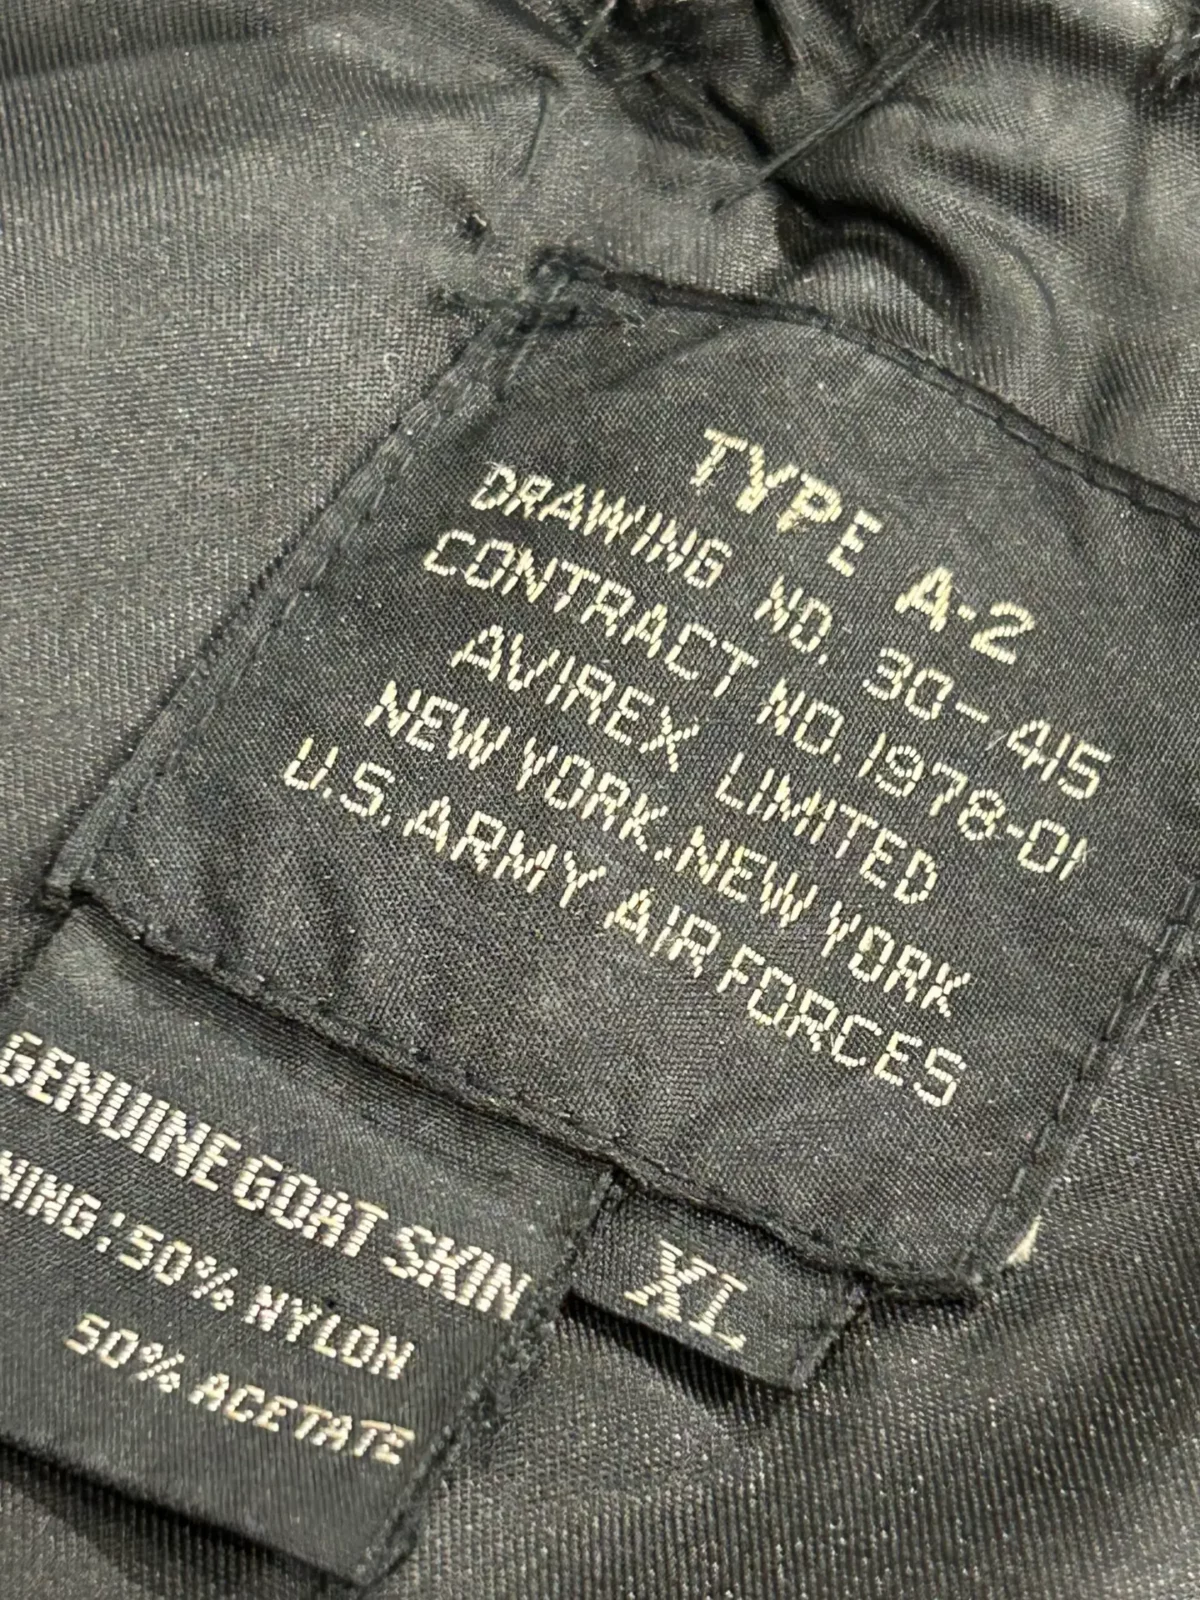 TYPE A-2
DRAWING NO. 30-415
CONTRACT NO. 1978-01
AVIREX LIMITED
NEW YORK, NEW YORK
U.S. ARMY AIR FORCES
GENUINE GOAT SKIN
NING: 50% NYLON
50% ACETATE
XL